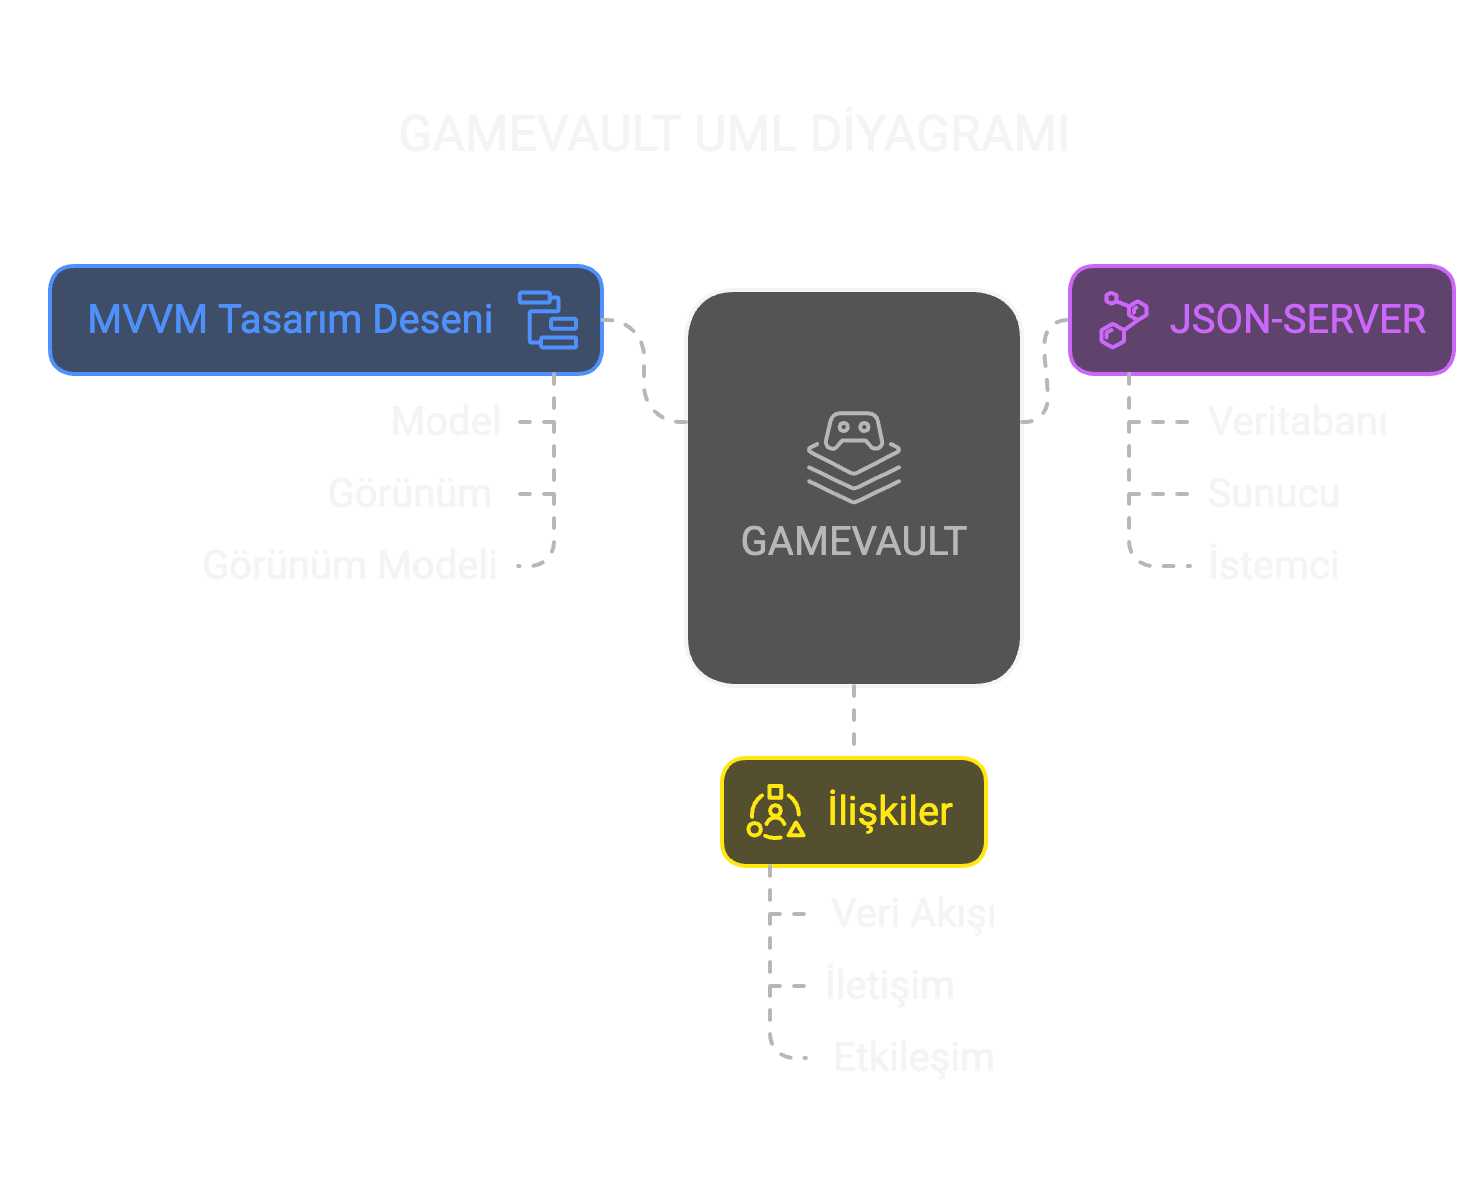 GAMEVAULT UML DİYAGRAMI
MVVM Tasarım Deseni
Model
Görünüm
Görünüm Modeli
GAMEVAULT
JSON-SERVER
Veritabanı
Sunucu
İstemci
İlişkiler
Veri Akışı
İletişim
Etkileşim